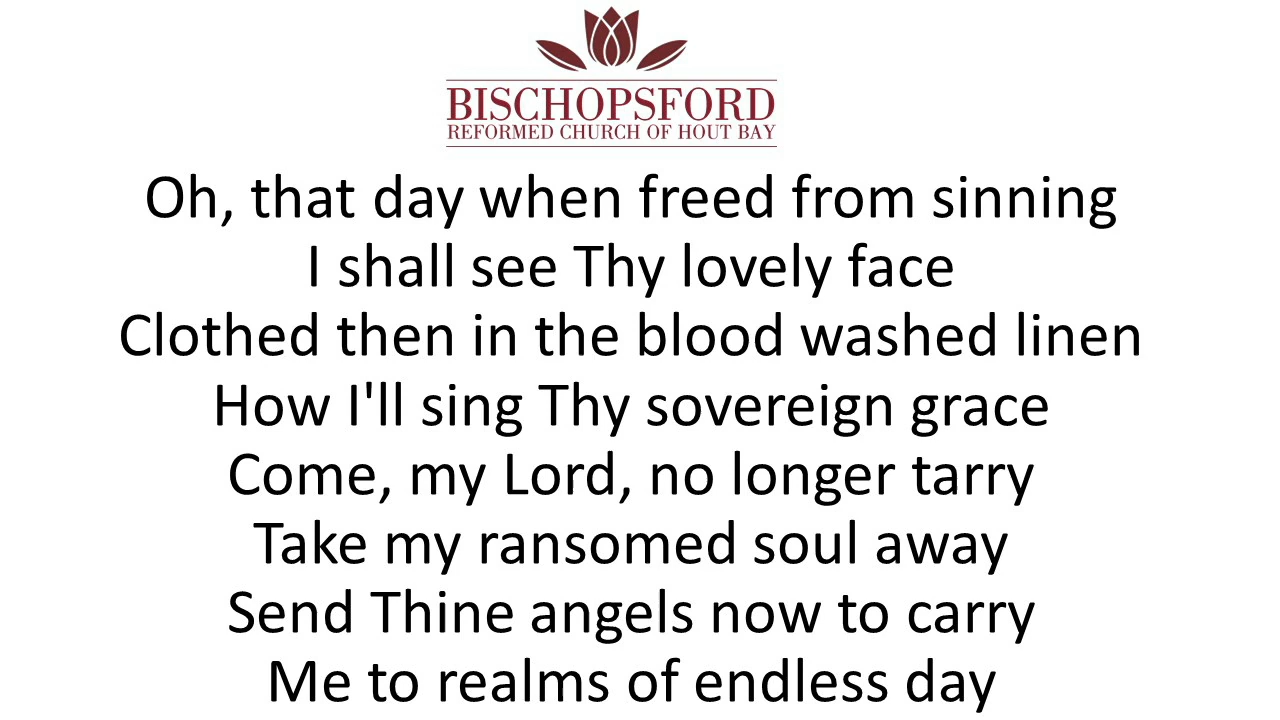 BISCHOPSFORD
REFORMED CHURCH OF HOUT BAY
Oh, that day when freed from sinning
I shall see Thy lovely face
Clothed then in the blood washed linen
How I'll sing Thy sovereign grace
Come, my Lord, no longer tarry
Take my ransomed soul away
Send Thine angels now to carry
Me to realms of endless day